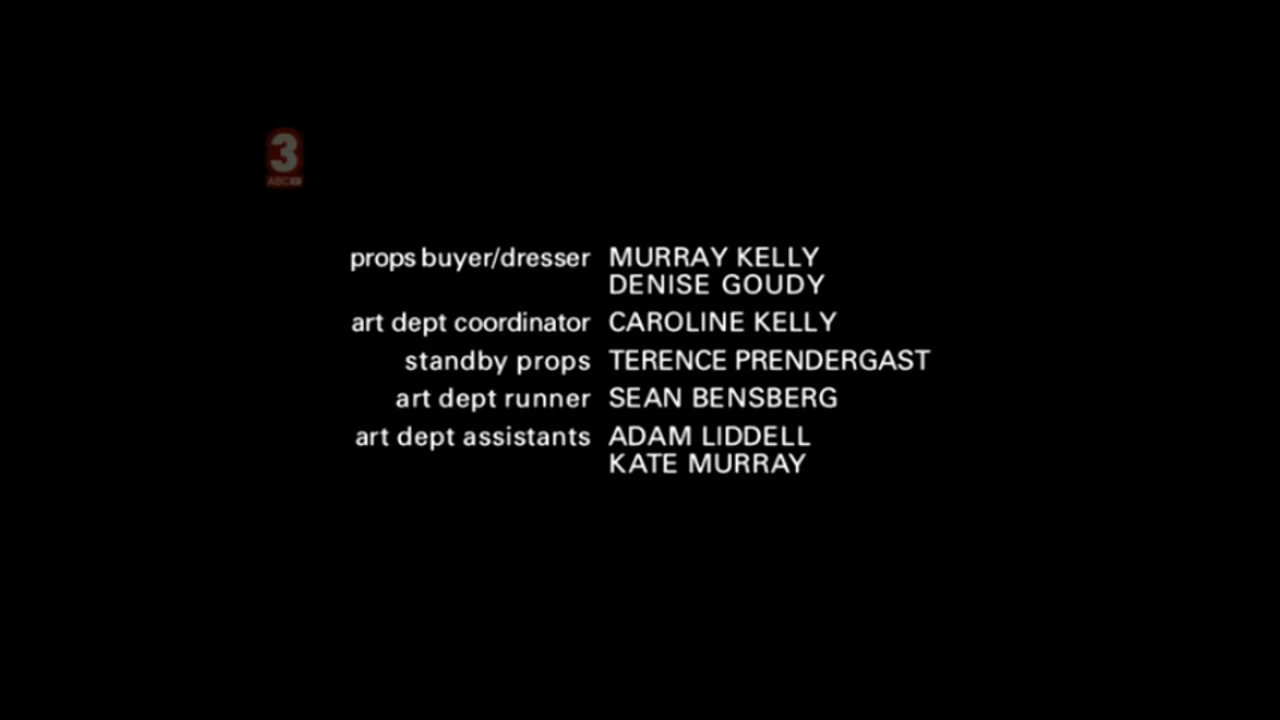 3
props buyer/dresser MURRAY KELLY
DENISE GOUDY
art dept coordinator CAROLINE KELLY
standby props TERENCE PRENDERGAST
art dept runner SEAN BENSBERG
art dept assistants ADAM LIDDELL
KATE MURRAY